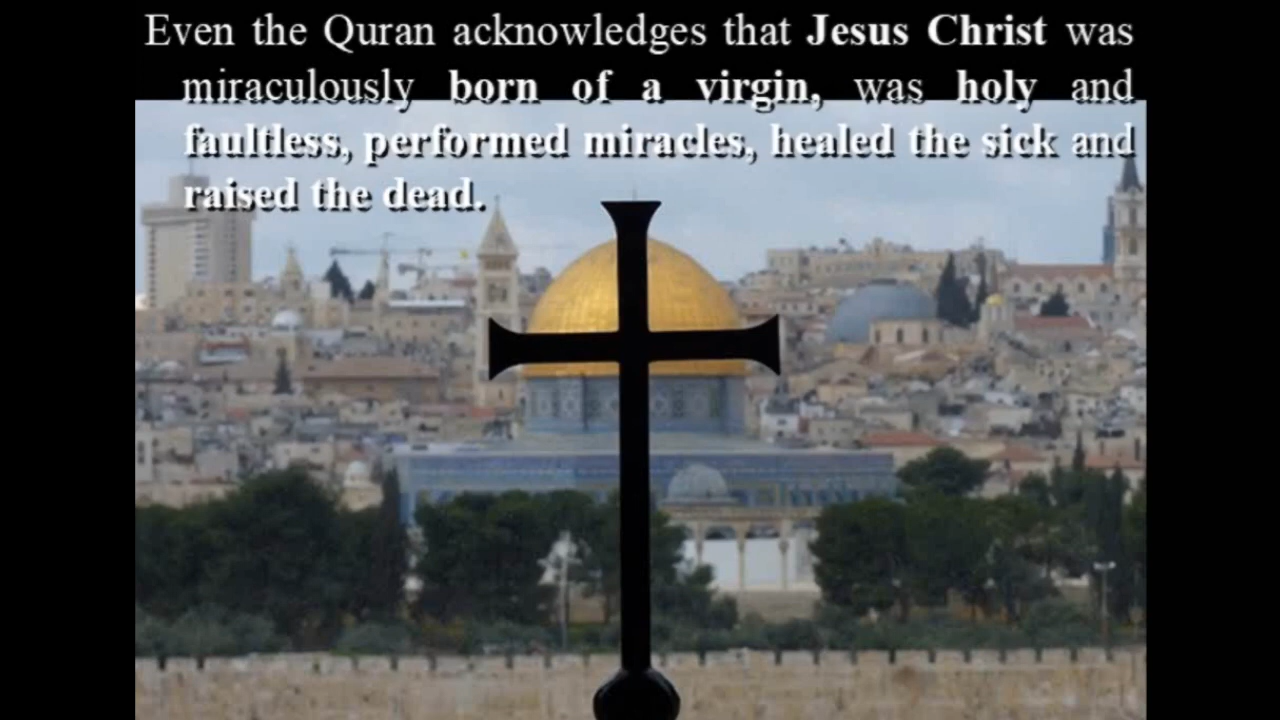 Even the Quran acknowledges that Jesus Christ was
miraculously born of a virgin, was holy and
faultless, performed miracles, healed the sick and
raised the dead.